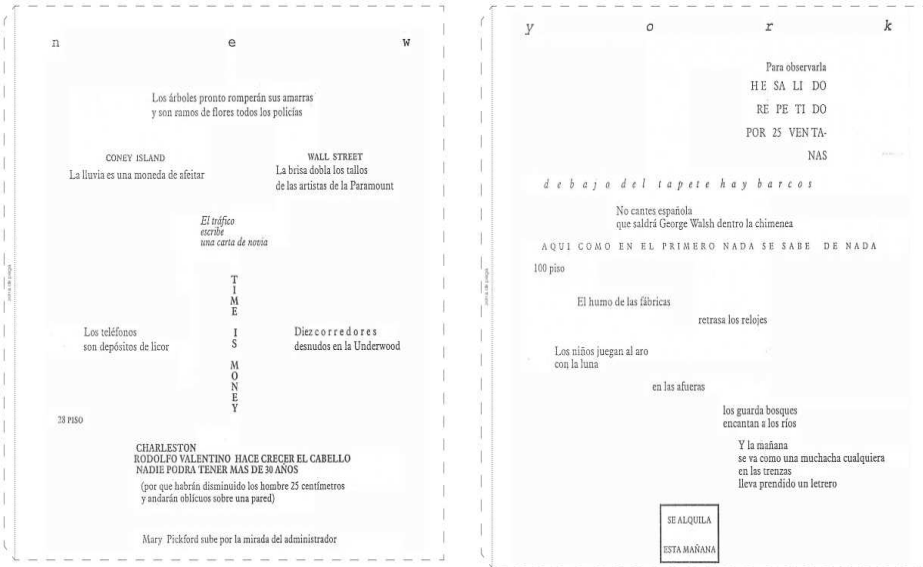 n e w
Los árboles pronto romperán sus amarras
y son ramos de flores todos los policías
CONEY ISLAND
La lluvia es una moneda de afeitar
WALL STREET
La brisa dobla los tallos
de las artistas de la Paramount
El tráfico
escribe
una carta de novia
T
I
M
E
I
S
M
O
N
E
Y
Los teléfonos
son depósitos de licor
Diez corredores
desnudos en la Underwood
28 PISO
CHARLESTON
RODOLFO VALENTINO HACE CRECER EL CABELLO
NADIE PODRA TENER MAS DE 30 AÑOS
(por que habrán disminuido los hombre 25 centímetros
y andarán oblícuos sobre una pared)
Mary Pickford sube por la mirada del administrador
y o r k
Para observarla
HE SA LI DO
RE PE TI DO
POR 25 VEN TA-
NAS
debajo del tapete hay barcos
No cantes española
que saldrá George Walsh dentro la chimenea
AQUI COMO EN EL PRIMERO NADA SE SABE DE NADA
100 piso
El humo de las fábricas
retrasa los relojes
Los niños juegan al aro
con la luna
en las afueras
los guarda bosques
encantan a los ríos
Y la mañana
se va como una muchacha cualquiera
en las trenzas
lleva prendido un letrero
SE ALQUILA
ESTA MAÑANA